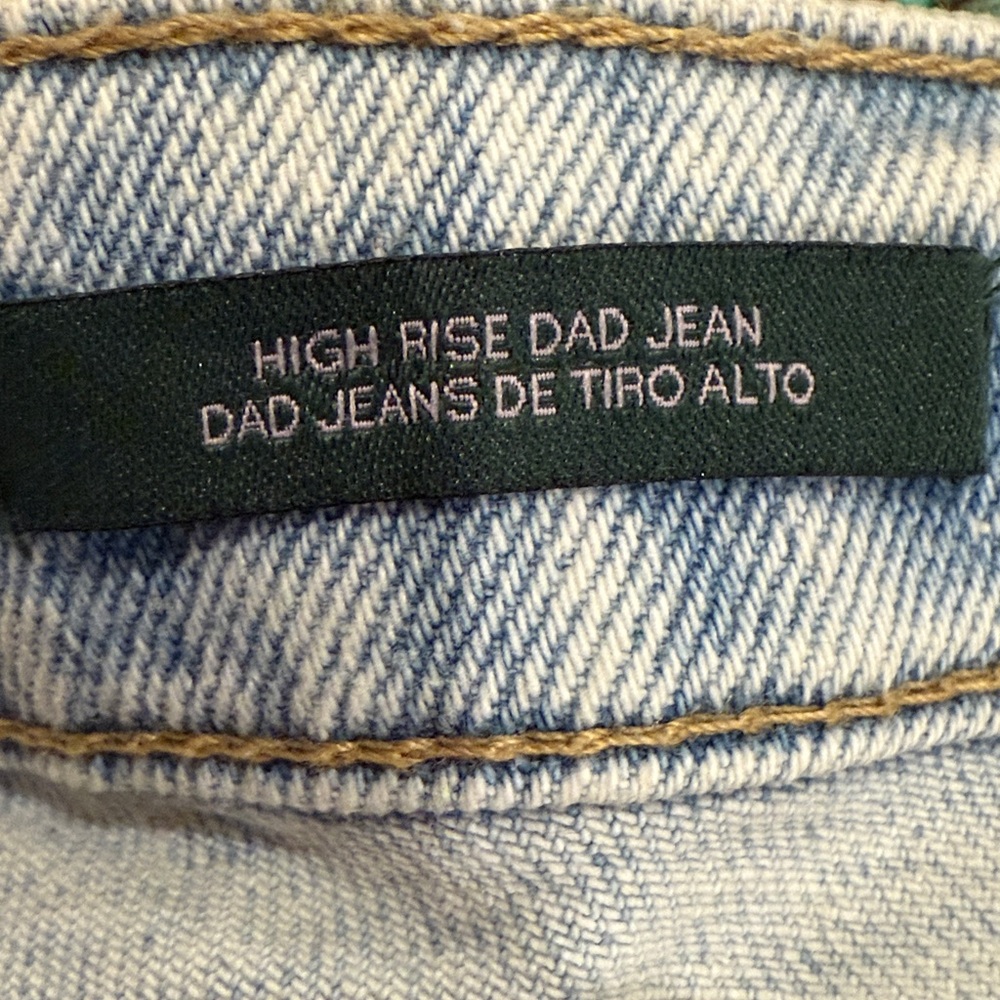 HIGH RISE DAD JEAN
DAD JEANS DE TIRO ALTO